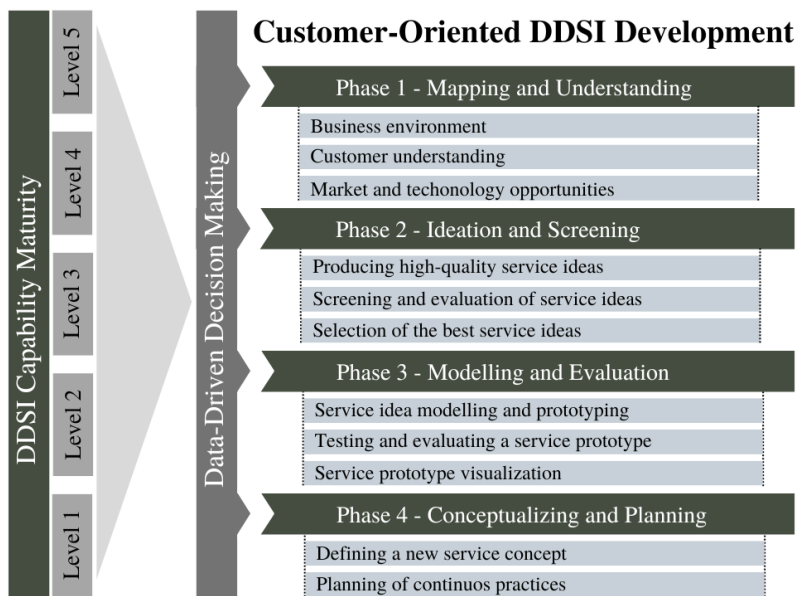 Customer-Oriented DDSI Development
DDSI Capability Maturity
Level 5
Level 4
Level 3
Level 2
Level 1
Data-Driven Decision Making
Phase 1 - Mapping and Understanding
Business environment
Customer understanding
Market and techonology opportunities
Phase 2 - Ideation and Screening
Producing high-quality service ideas
Screening and evaluation of service ideas
Selection of the best service ideas
Phase 3 - Modelling and Evaluation
Service idea modelling and prototyping
Testing and evaluating a service prototype
Service prototype visualization
Phase 4 - Conceptualizing and Planning
Defining a new service concept
Planning of continuos practices